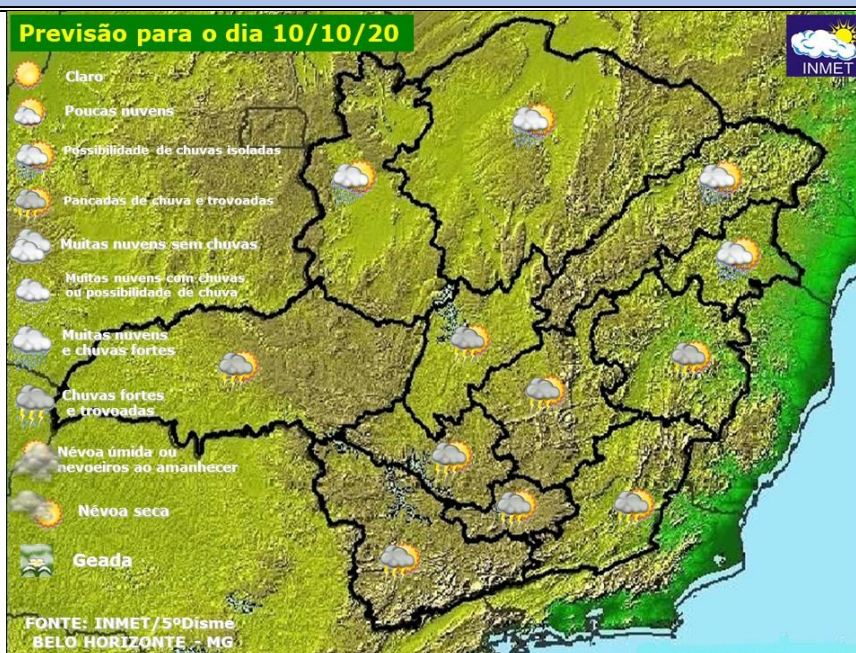 Previsão para o dia 10/10/20
INMET
Claro
Poucas nuvens
Possibilidade de chuvas isoladas
Pancadas de chuva e trovoadas
Muitas nuvens sem chuvas
Muitas nuvens com chuvas
ou possibilidade de chuva
Muitas nuvens
e chuvas fortes
Chuvas fortes
e trovoadas
Névoa úmida ou
nevoeiros ao amanhecer
Névoa seca
Geada
FONTE: INMET/5ºDisme
BELO HORIZONTE - MG